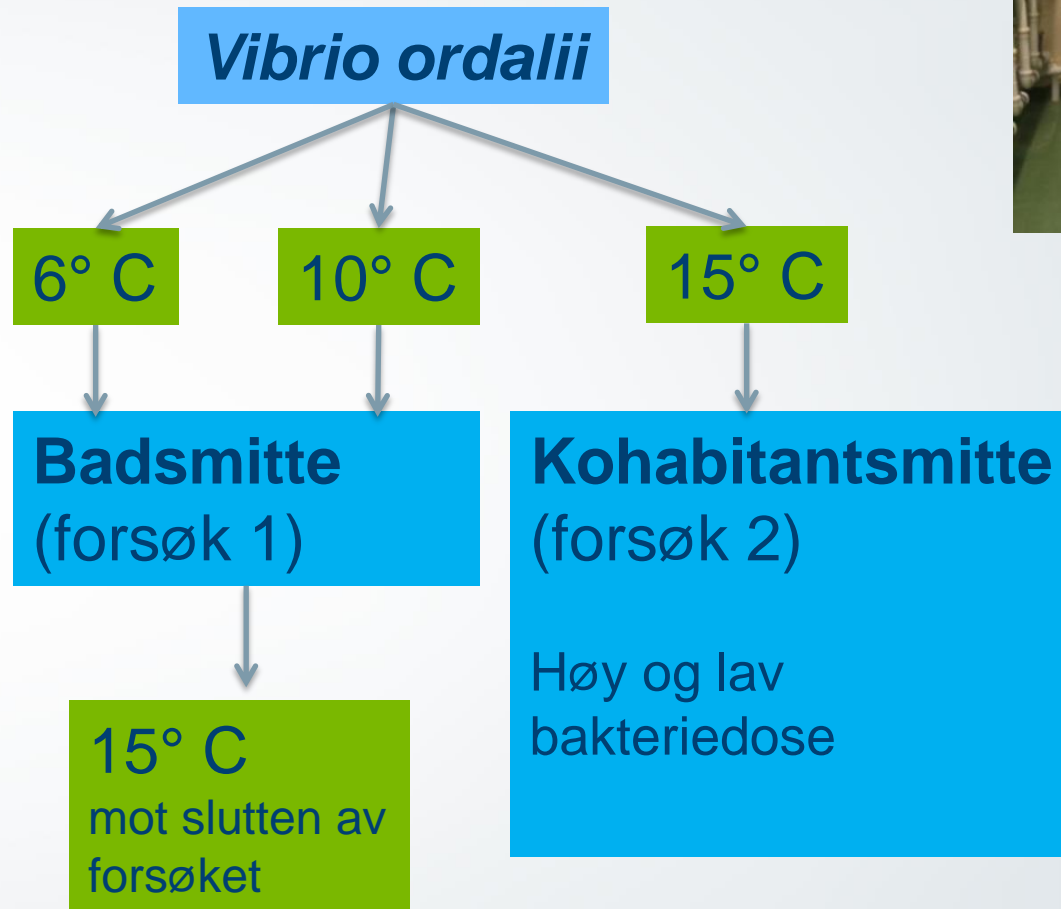 Vibrio ordalii
6° C
10° C
15° C
Badsmitte
(forsøk 1)
Kohabitantsmitte
(forsøk 2)
Høy og lav
bakteriedose
15° C
mot slutten av
forsøket